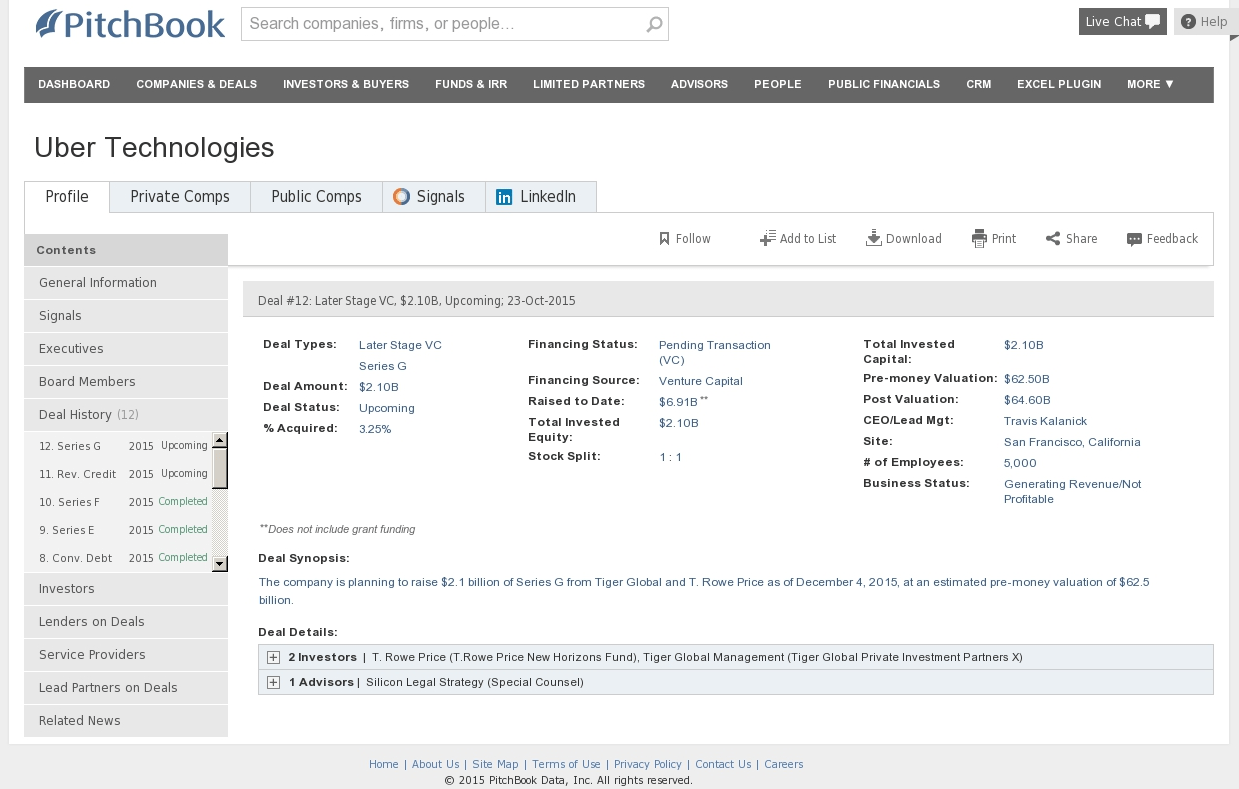 PitchBook
Search companies, firms, or people...
Live Chat
Help
DASHBOARD COMPANIES & DEALS INVESTORS & BUYERS FUNDS & IRR LIMITED PARTNERS ADVISORS PEOPLE PUBLIC FINANCIALS CRM EXCEL PLUGIN MORE ▼
Uber Technologies
Profile Private Comps Public Comps Signals LinkedIn
Follow Add to List Download Print Share Feedback
Contents
General Information
Signals
Executives
Board Members
Deal History (12)
12. Series G 2015 Upcoming
11. Rev. Credit 2015 Upcoming
10. Series F 2015 Completed
9. Series E 2015 Completed
8. Conv. Debt 2015 Completed
Investors
Lenders on Deals
Service Providers
Lead Partners on Deals
Related News
Deal #12: Later Stage VC, $2.10B, Upcoming; 23-Oct-2015
Deal Types: Later Stage VC
Series G
Deal Amount: $2.10B
Deal Status: Upcoming
% Acquired: 3.25%
Financing Status: Pending Transaction
(VC)
Financing Source: Venture Capital
Raised to Date: $6.91B **
Total Invested $2.10B
Equity:
Stock Split: 1 : 1
Total Invested $2.10B
Capital:
Pre-money Valuation: $62.50B
Post Valuation: $64.60B
CEO/Lead Mgt: Travis Kalanick
Site: San Francisco, California
# of Employees: 5,000
Business Status: Generating Revenue/Not
Profitable
**Does not include grant funding
Deal Synopsis:
The company is planning to raise $2.1 billion of Series G from Tiger Global and T. Rowe Price as of December 4, 2015, at an estimated pre-money valuation of $62.5
billion.
Deal Details:
2 Investors | T. Rowe Price (T.Rowe Price New Horizons Fund), Tiger Global Management (Tiger Global Private Investment Partners X)
1 Advisors | Silicon Legal Strategy (Special Counsel)
Home | About Us | Site Map | Terms of Use | Privacy Policy | Contact Us | Careers
© 2015 PitchBook Data, Inc. All rights reserved.